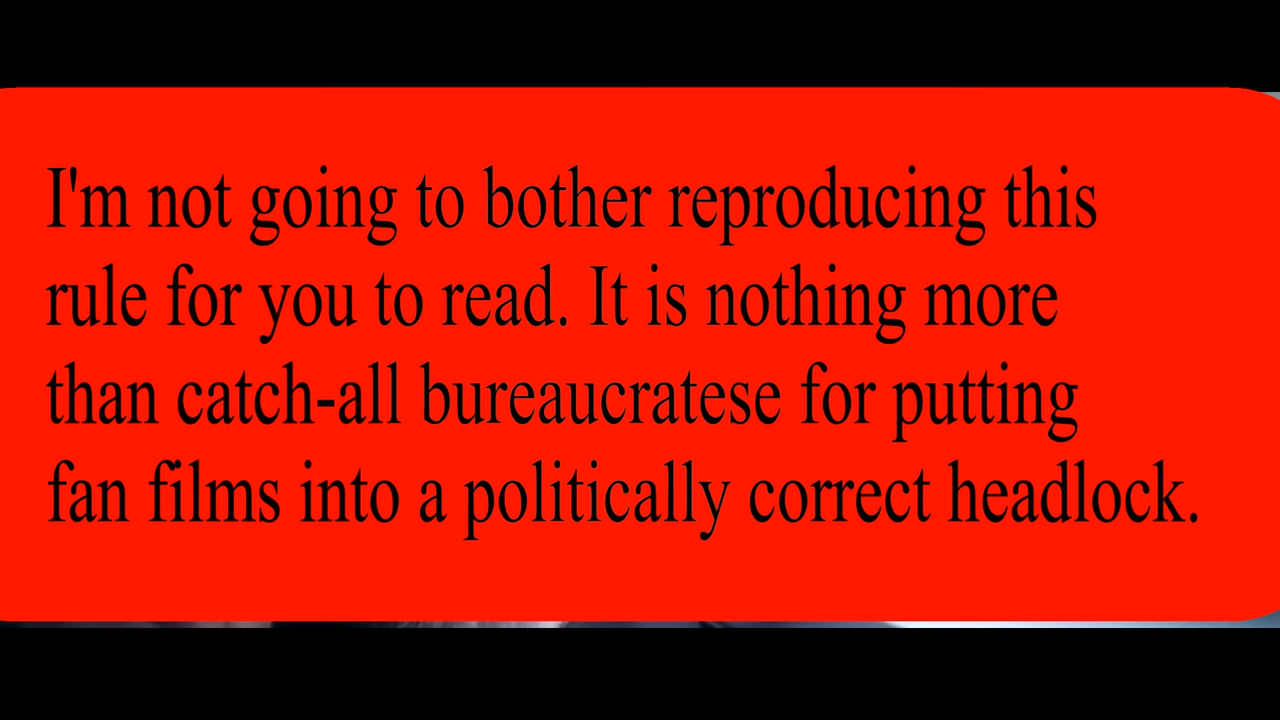 I'm not going to bother reproducing this
rule for you to read. It is nothing more
than catch-all bureaucratese for putting
fan films into a politically correct headlock.